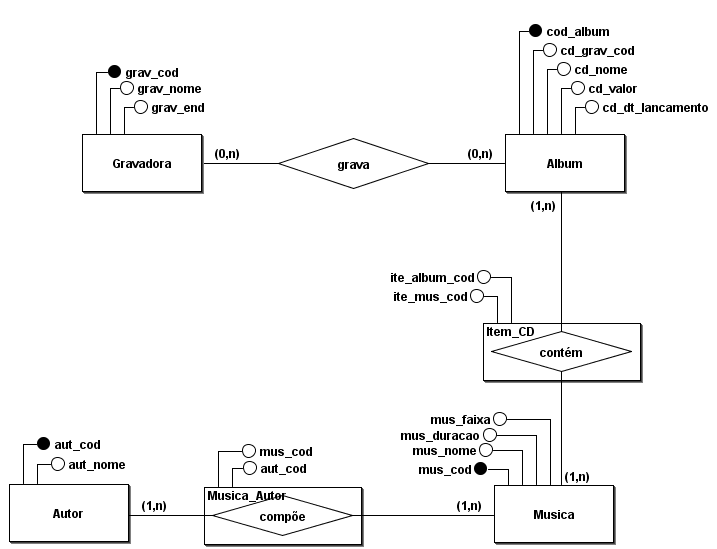 cod_album
cd_grav_cod
cd_nome
cd_valor
cd_dt_lancamento
grav_cod
grav_nome
grav_end
Gravadora
(0,n)
grava
(0,n)
Album
(1,n)
ite_album_cod
ite_mus_cod
Item_CD
contém
mus_faixa
mus_duracao
mus_nome
mus_cod
(1,n)
aut_cod
aut_nome
mus_cod
aut_cod
Autor
(1,n)
Musica_Autor
compõe
(1,n)
Musica